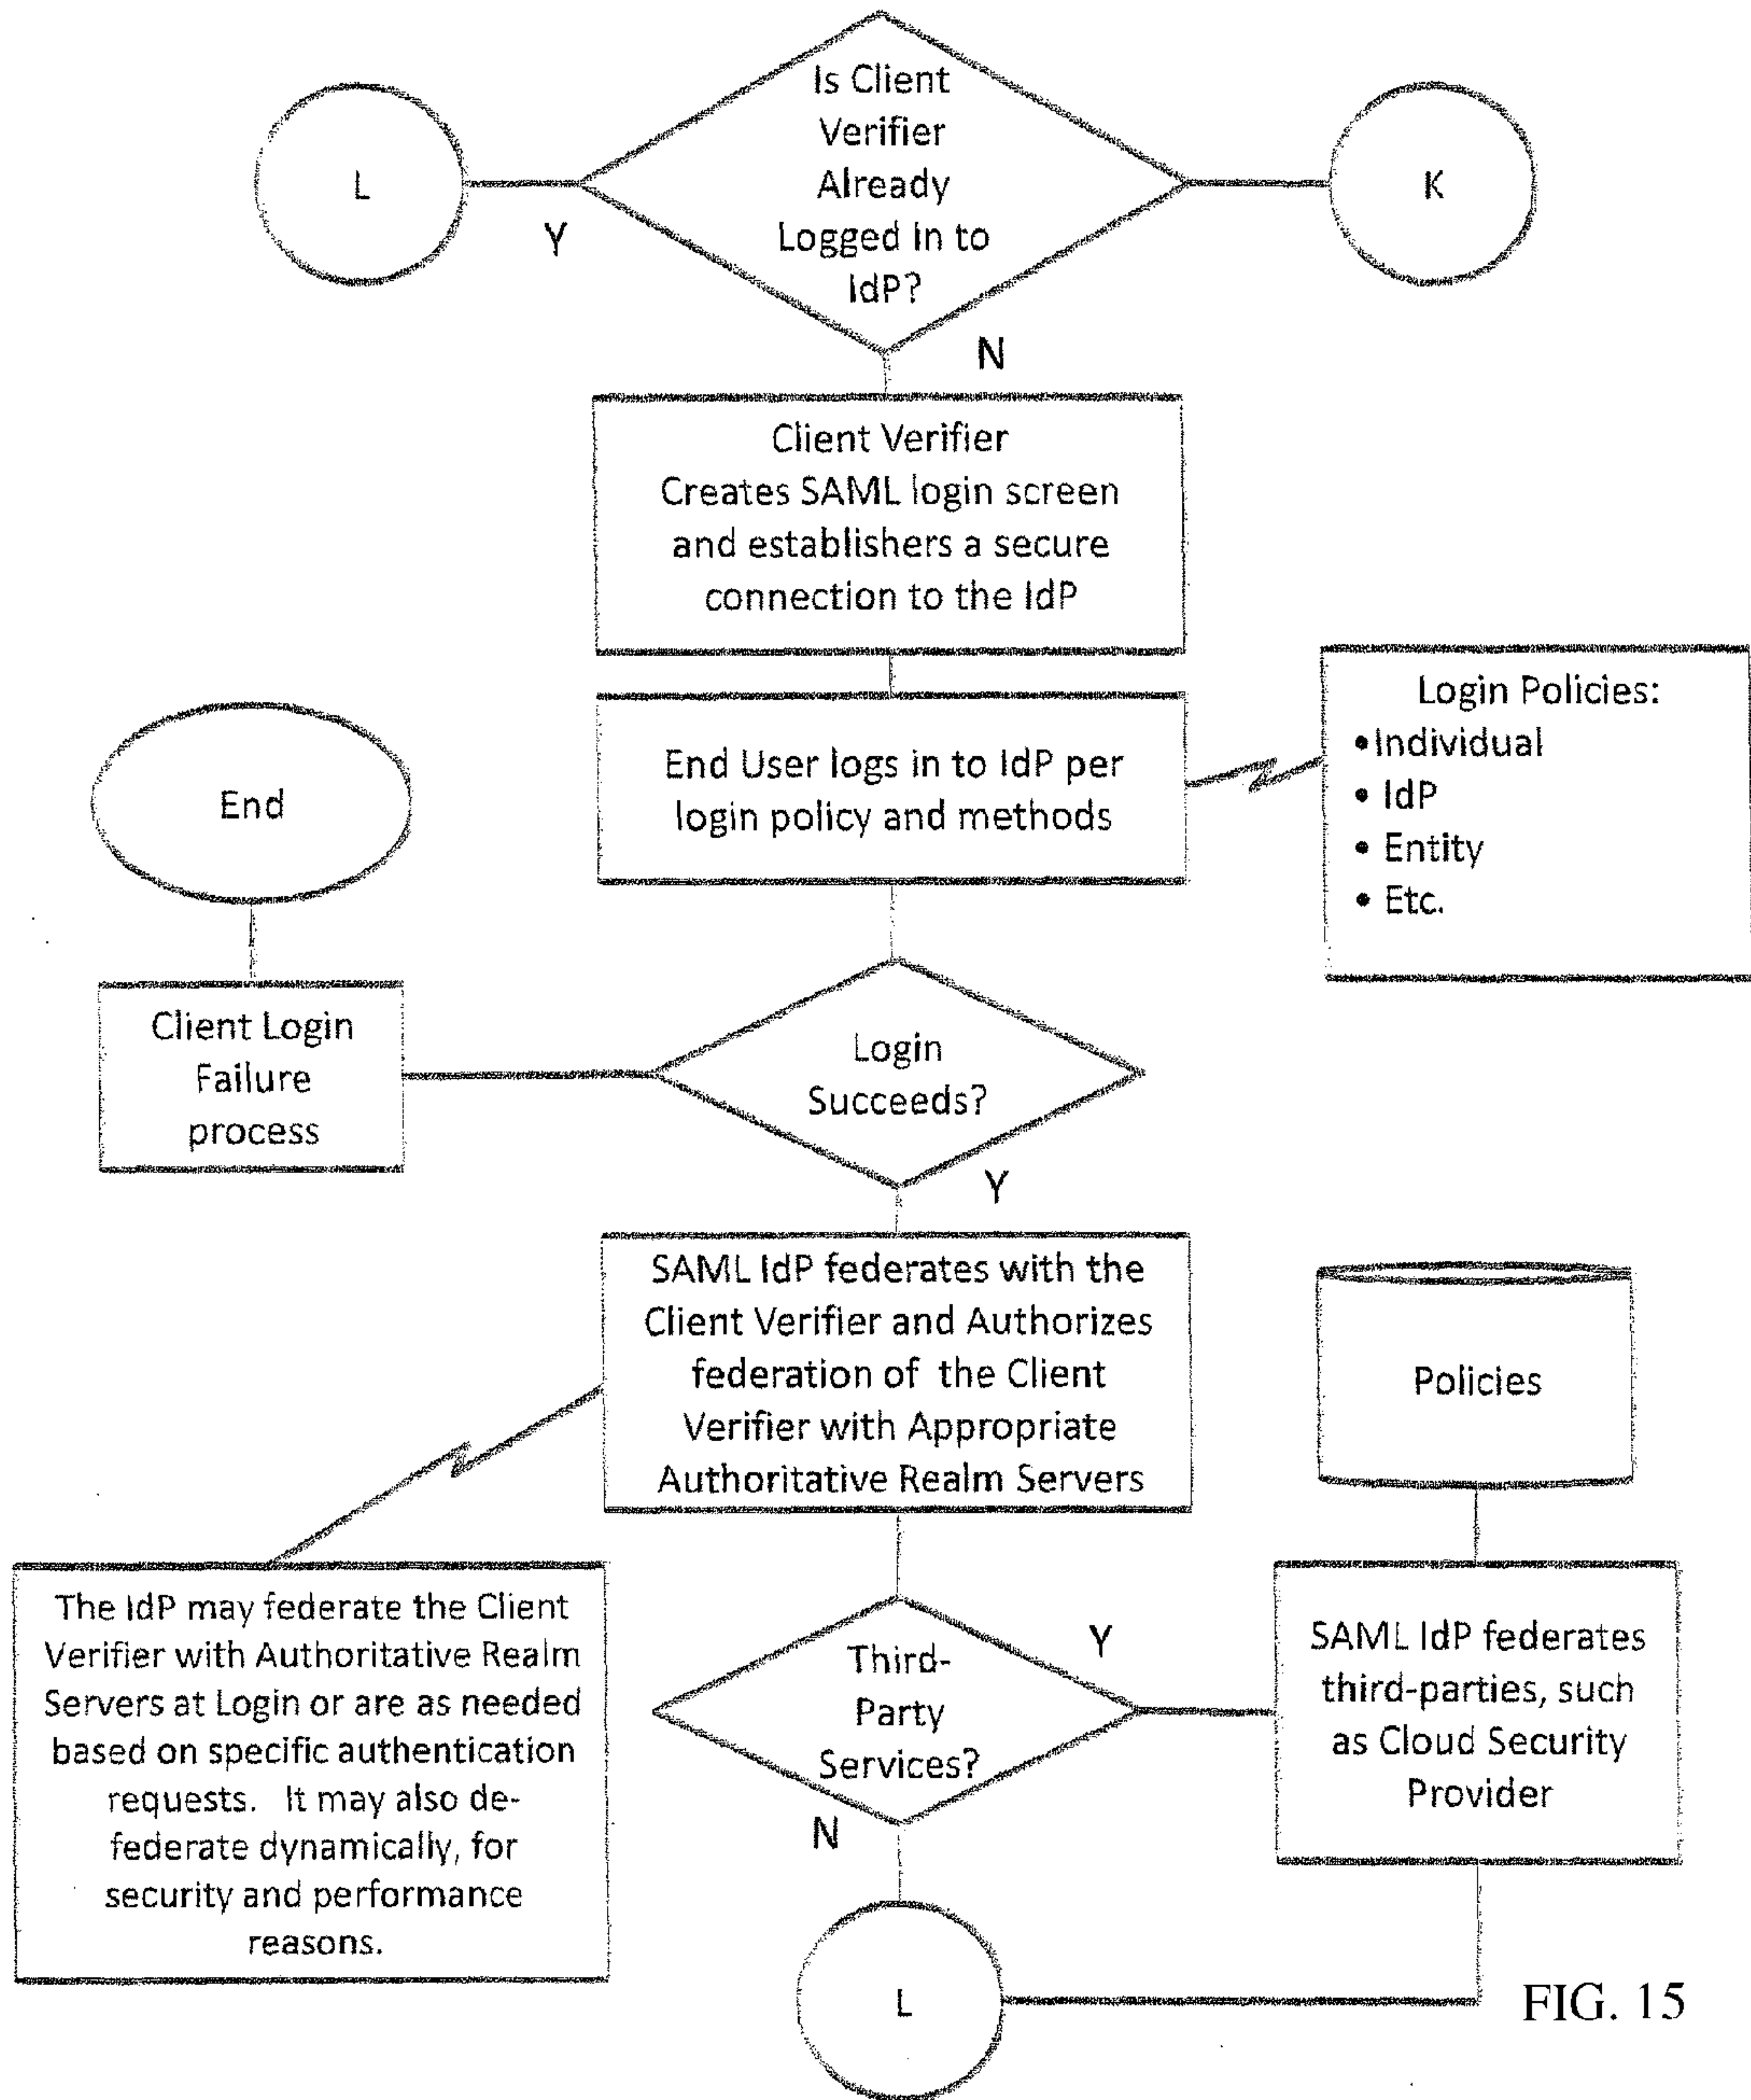 Is Client
Verifier
Already
Logged in to
IdP?
L
Y
K
N
Client Verifier
Creates SAML login screen
and establishers a secure
connection to the IdP
End User logs in to IdP per
login policy and methods
Login Policies:
•Individual
• IdP
• Entity
• Etc.
End
Client Login
Failure
process
Login
Succeeds?
Y
SAML IdP federates with the
Client Verifier and Authorizes
federation of the Client
Verifier with Appropriate
Authoritative Realm Servers
Policies
The IdP may federate the Client
Verifier with Authoritative Realm
Servers at Login or are as needed
based on specific authentication
requests. It may also de-
federate dynamically, for
security and performance
reasons.
Third-
Party
Services?
Y
N
SAML IdP federates
third-parties, such
as Cloud Security
Provider
L
FIG. 15